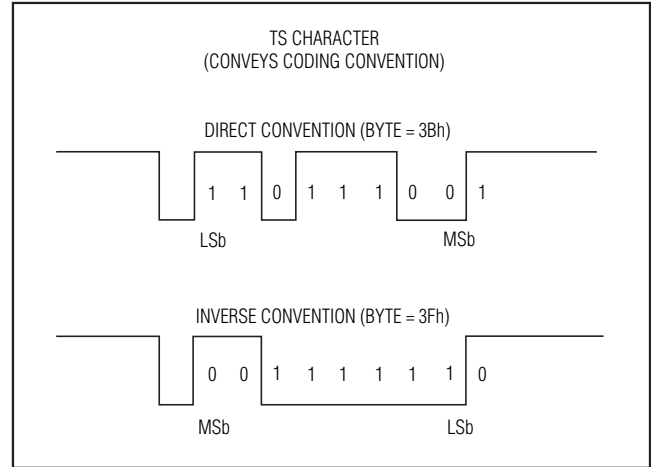 TS CHARACTER
(CONVEYS CODING CONVENTION)
DIRECT CONVENTION (BYTE = 3Bh)
1 1 0 1 1 1 0 0 1
LSb MSb
INVERSE CONVENTION (BYTE = 3Fh)
0 0 1 1 1 1 1 1 0
MSb LSb